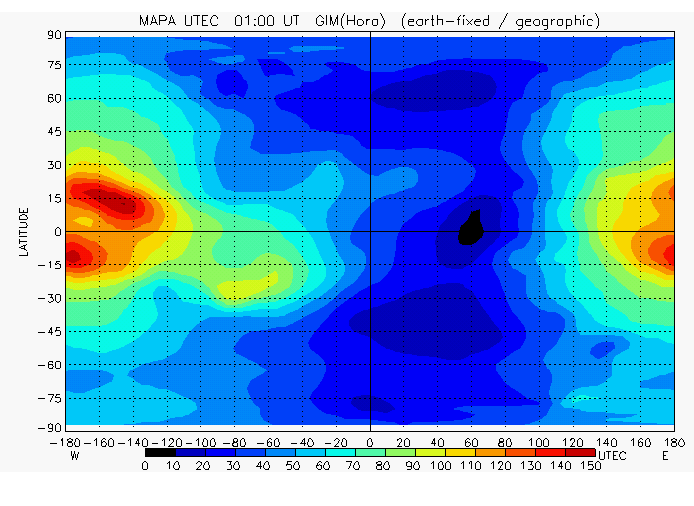 MAPA UTEC 01:00 UT GIM(Hora) (earth-fixed / geographic)
90
75
60
45
30
15
0
-15
-30
-45
-60
-75
-90
LATITUDE
-180 -160 -140 -120 -100 -80 -60 -40 -20 0 20 40 60 80 100 120 140 160 180
W E
0 10 20 30 40 50 60 70 80 90 100 110 120 130 140 150 UTEC